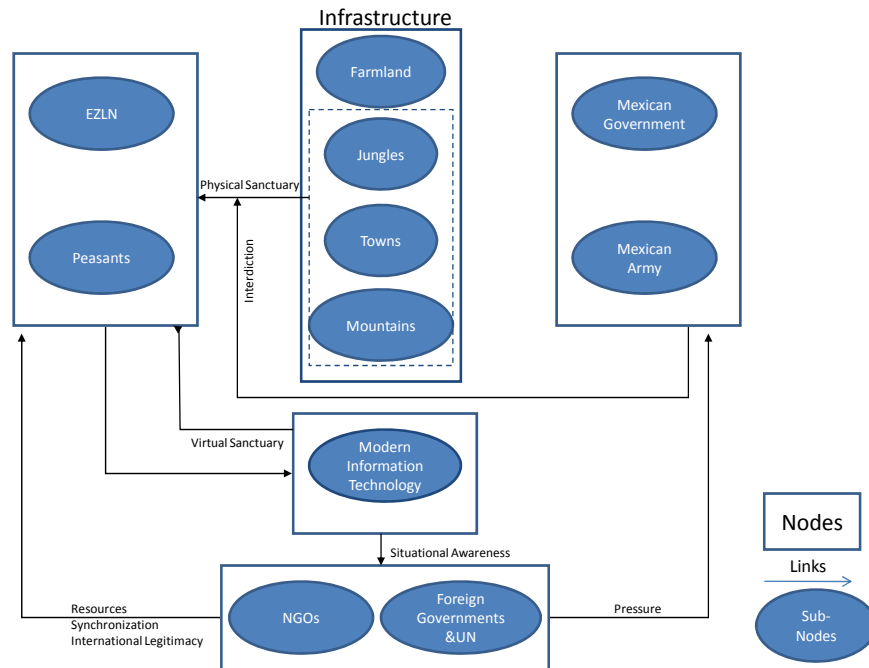 Infrastructure
EZLN
Peasants
Physical Sanctuary
Interdiction
Farmland
Jungles
Towns
Mountains
Mexican
Government
Mexican
Army
Virtual Sanctuary
Modern
Information
Technology
Situational Awareness
Resources
Synchronization
International Legitimacy
NGOs
Foreign
Governments
&UN
Pressure
Nodes
Links
Sub-
Nodes